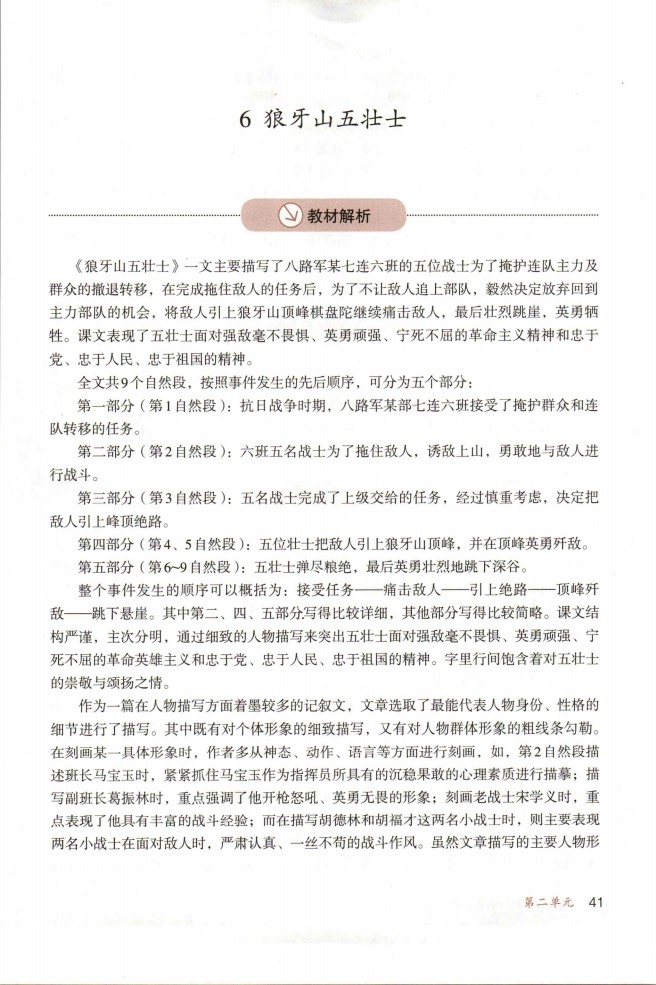 6 狼牙山五壮士
教材解析
《狼牙山五壮士》一文主要描写了八路军某七连六班的五位战士为了掩护连队主力及
群众的撤退转移，在完成拖住敌人的任务后，为了不让敌人追上部队，毅然决定放弃回到
主力部队的机会，将敌人引上狼牙山顶峰棋盘陀继续痛击敌人，最后壮烈跳崖，英勇牺
牲。课文表现了五壮士面对强敌毫不畏惧、英勇顽强、宁死不屈的革命主义精神和忠于
党、忠于人民、忠于祖国的精神。
全文共9个自然段，按照事件发生的先后顺序，可分为五个部分：
第一部分（第1自然段）：抗日战争时期，八路军某部七连六班接受了掩护群众和连
队转移的任务。
第二部分（第2自然段）：六班五名战士为了拖住敌人，诱敌上山，勇敢地与敌人进
行战斗。
第三部分（第3自然段）：五名战士完成了上级交给的任务，经过慎重考虑，决定把
敌人引上峰顶绝路。
第四部分（第4、5自然段）：五位壮士把敌人引上狼牙山顶峰，并在顶峰英勇歼敌。
第五部分（第6~9自然段）：五壮士弹尽粮绝，最后英勇壮烈地跳下深谷。
整个事件发生的顺序可以概括为：接受任务——痛击敌人——引上绝路——顶峰歼
敌——跳下悬崖。其中第二、四、五部分写得比较详细，其他部分写得比较简略。课文结
构严谨，主次分明，通过细致的人物描写来突出五壮士面对强敌毫不畏惧、英勇顽强、宁
死不屈的革命英雄主义和忠于党、忠于人民、忠于祖国的精神。字里行间饱含着对五壮士
的崇敬与颂扬之情。
作为一篇在人物描写方面着墨较多的记叙文，文章选取了最能代表人物身份、性格的
细节进行了描写。其中既有对个体形象的细致描写，又有对人物群体形象的粗线条勾勒。
在刻画某一具体形象时，作者多从神态、动作、语言等方面进行刻画，如，第2自然段描
述班长马宝玉时，紧紧抓住马宝玉作为指挥员所具有的沉稳果敢的心理素质进行描摹；描
写副班长葛振林时，重点强调了他开枪怒吼、英勇无畏的形象；刻画老战士宋学义时，重
点表现了他具有丰富的战斗经验；而在描写胡德林和胡福才这两名小战士时，则主要表现
两名小战士在面对敌人时，严肃认真、一丝不苟的战斗作风。虽然文章描写的主要人物形
第二单元 41